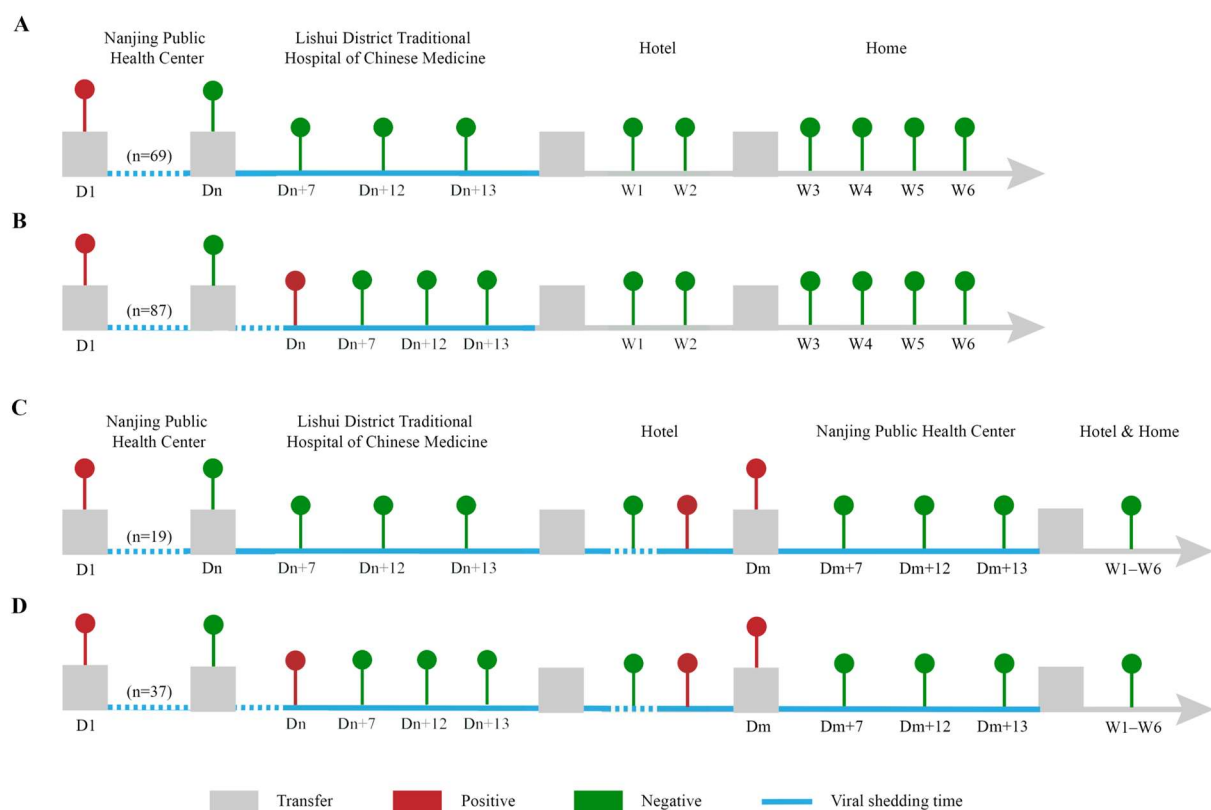 A
Nanjing Public
Health Center
Lishui District Traditional
Hospital of Chinese Medicine
Hotel
Home
(n=69)
D1
Dn
Dn+7
Dn+12
Dn+13
W1
W2
W3
W4
W5
W6
B
(n=87)
D1
Dn
Dn+7
Dn+12
Dn+13
W1
W2
W3
W4
W5
W6
C
Nanjing Public
Health Center
Lishui District Traditional
Hospital of Chinese Medicine
Hotel
Nanjing Public Health Center
Hotel & Home
(n=19)
D1
Dn
Dn+7
Dn+12
Dn+13
Dm
Dm+7
Dm+12
Dm+13
W1–W6
D
(n=37)
D1
Dn
Dn+7
Dn+12
Dn+13
Dm
Dm+7
Dm+12
Dm+13
W1–W6
Transfer
Positive
Negative
Viral shedding time